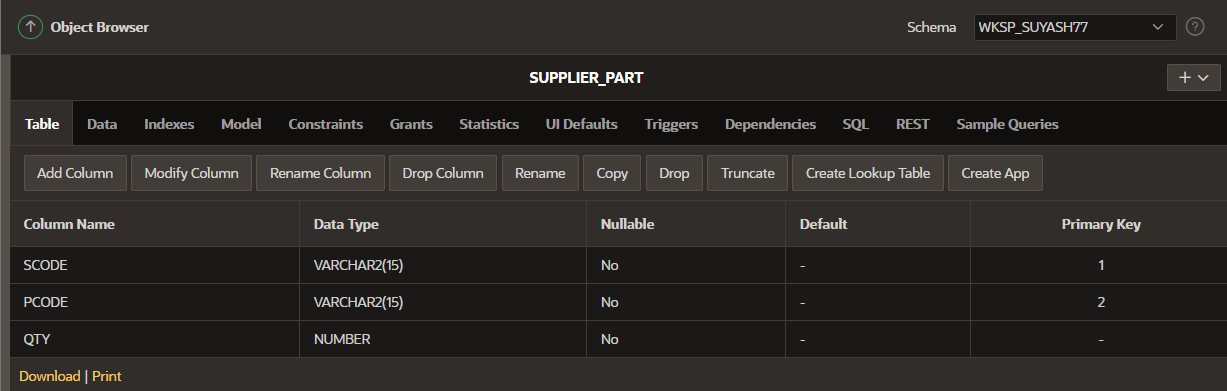 Object Browser Schema WKSP_SUYASH77 ?
SUPPLIER_PART
Table Data Indexes Model Constraints Grants Statistics UI Defaults Triggers Dependencies SQL REST Sample Queries
Add Column Modify Column Rename Column Drop Column Rename Copy Drop Truncate Create Lookup Table Create App
Column Name Data Type Nullable Default Primary Key
SCODE VARCHAR2(15) No - 1
PCODE VARCHAR2(15) No - 2
QTY NUMBER No - -
Download | Print